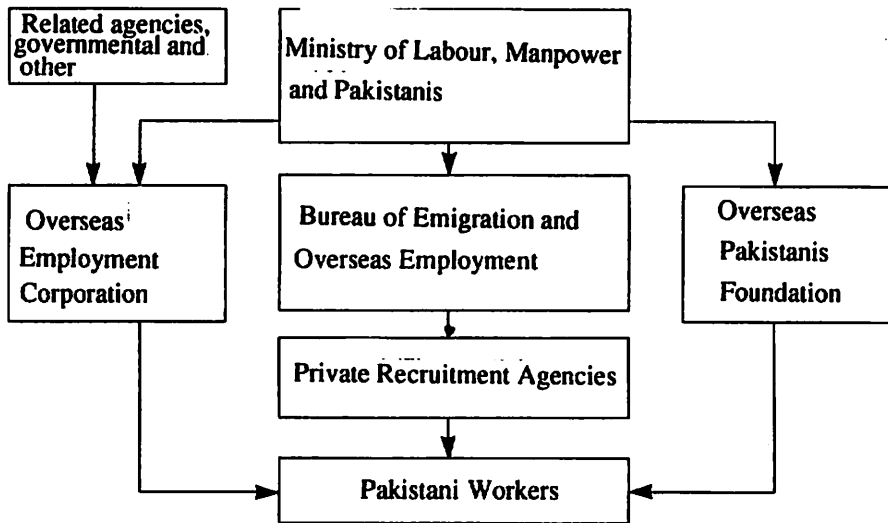 Related agencies,
governmental and
other
Ministry of Labour, Manpower
and Pakistanis
Overseas
Employment
Corporation
Bureau of Emigration and
Overseas Employment
Overseas
Pakistanis
Foundation
Private Recruitment Agencies
Pakistani Workers